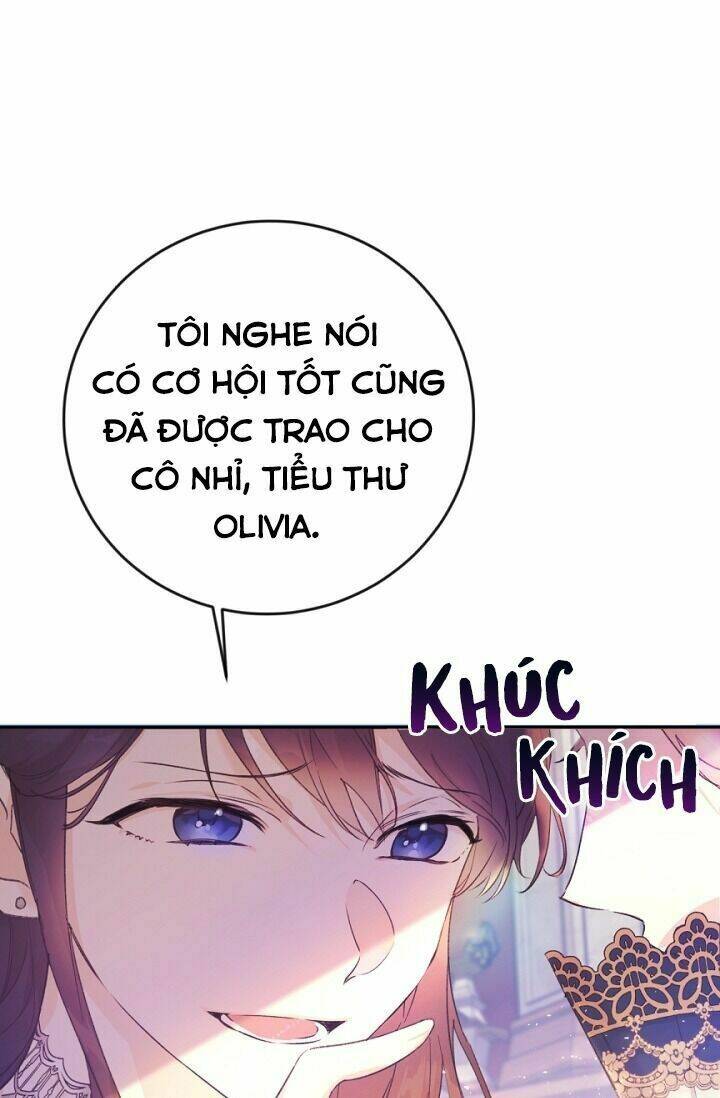 TÔI NGHE NÓI
CÓ CƠ HỘI TỐT CŨNG
ĐÃ ĐƯỢC TRAO CHO
CÔ NHỈ, TIỂU THƯ
OLIVIA.
KHÚC
KHÍCH